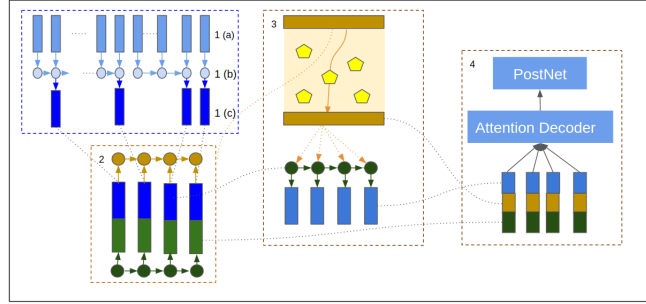 1 (a)
1 (b)
1 (c)
2
3
4
PostNet
Attention Decoder